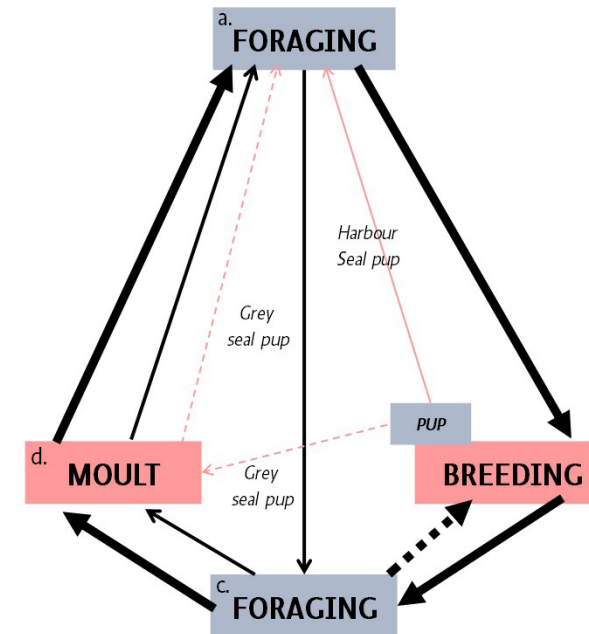 a.
FORAGING
Harbour
Seal pup
Grey
seal pup
PUP
d.
MOULT
BREEDING
Grey
seal pup
c.
FORAGING